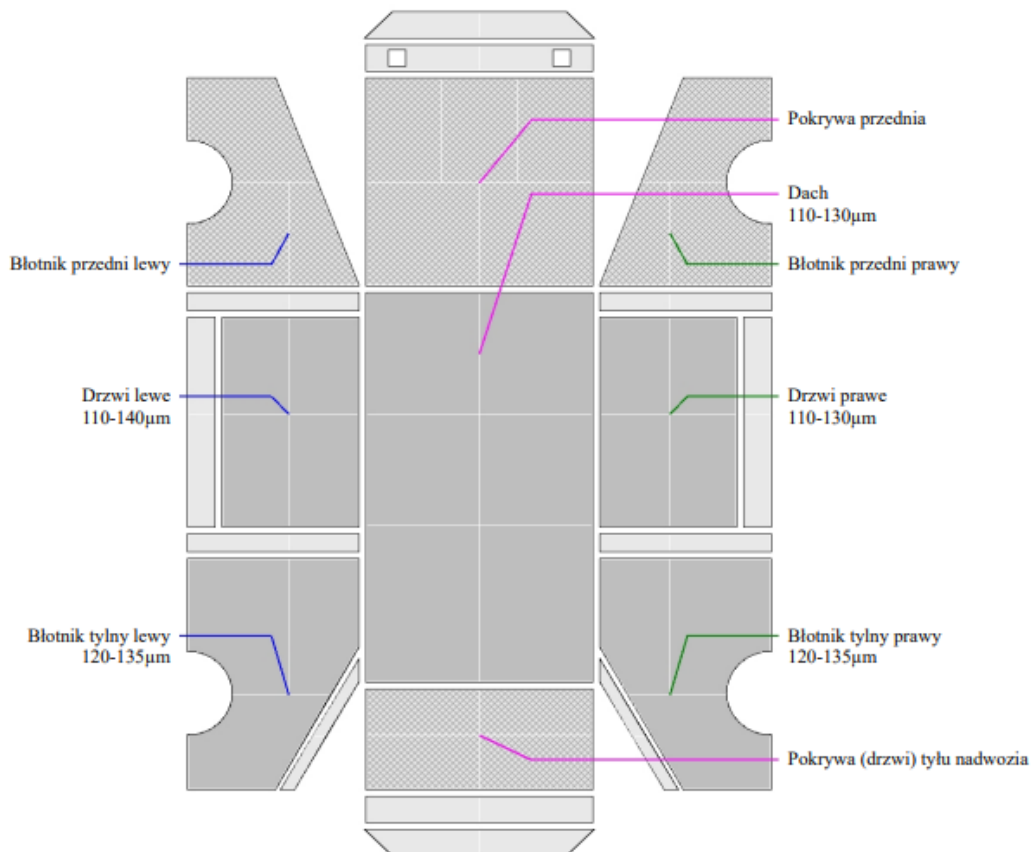 Pokrywa przednia
Dach
110-130µm
Błotnik przedni lewy
Błotnik przedni prawy
Drzwi lewe
110-140µm
Drzwi prawe
110-130µm
Błotnik tylny lewy
120-135µm
Błotnik tylny prawy
120-135µm
Pokrywa (drzwi) tyłu nadwozia